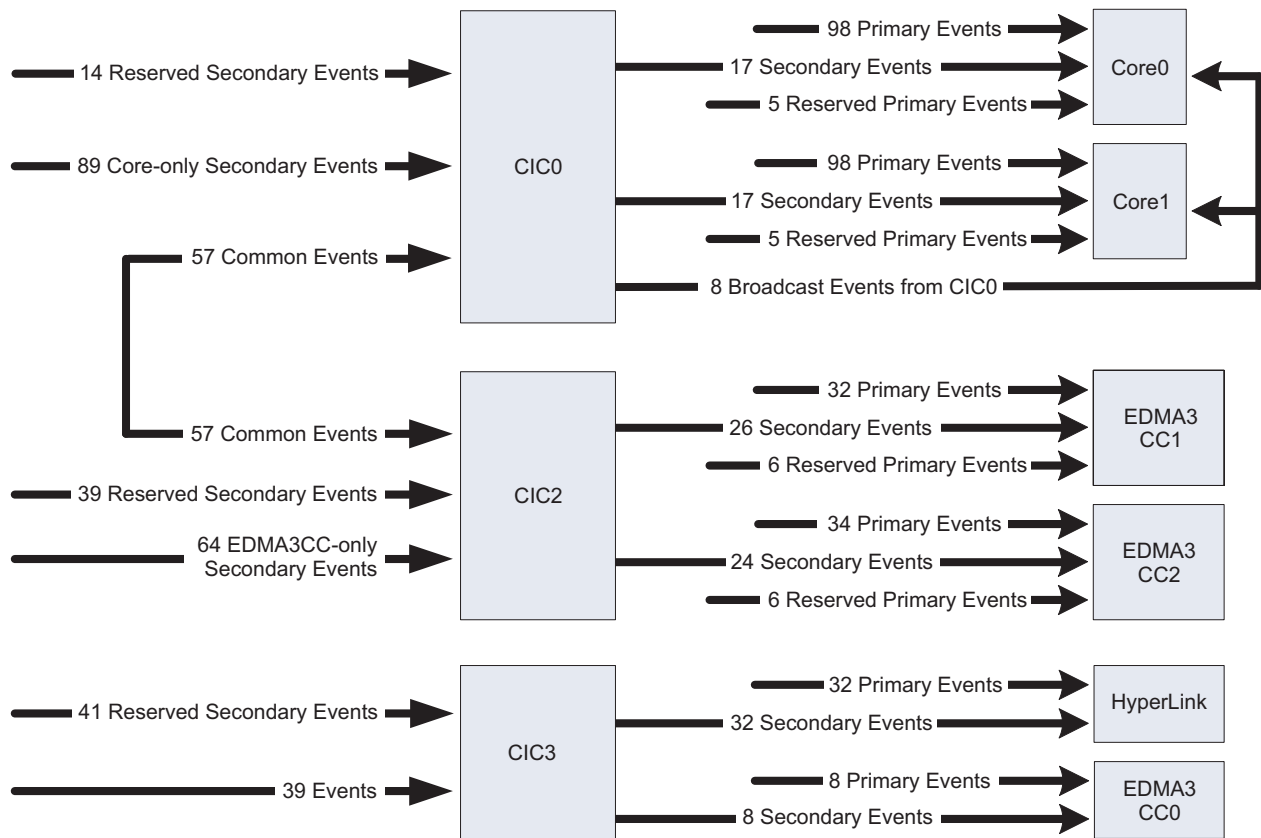 98 Primary Events
14 Reserved Secondary Events
17 Secondary Events
Core0
5 Reserved Primary Events
89 Core-only Secondary Events
CIC0
98 Primary Events
17 Secondary Events
Core1
5 Reserved Primary Events
57 Common Events
8 Broadcast Events from CIC0
32 Primary Events
EDMA3
CC1
57 Common Events
26 Secondary Events
6 Reserved Primary Events
39 Reserved Secondary Events
CIC2
34 Primary Events
64 EDMA3CC-only
Secondary Events
24 Secondary Events
EDMA3
CC2
6 Reserved Primary Events
32 Primary Events
41 Reserved Secondary Events
32 Secondary Events
HyperLink
CIC3
39 Events
8 Primary Events
8 Secondary Events
EDMA3
CC0